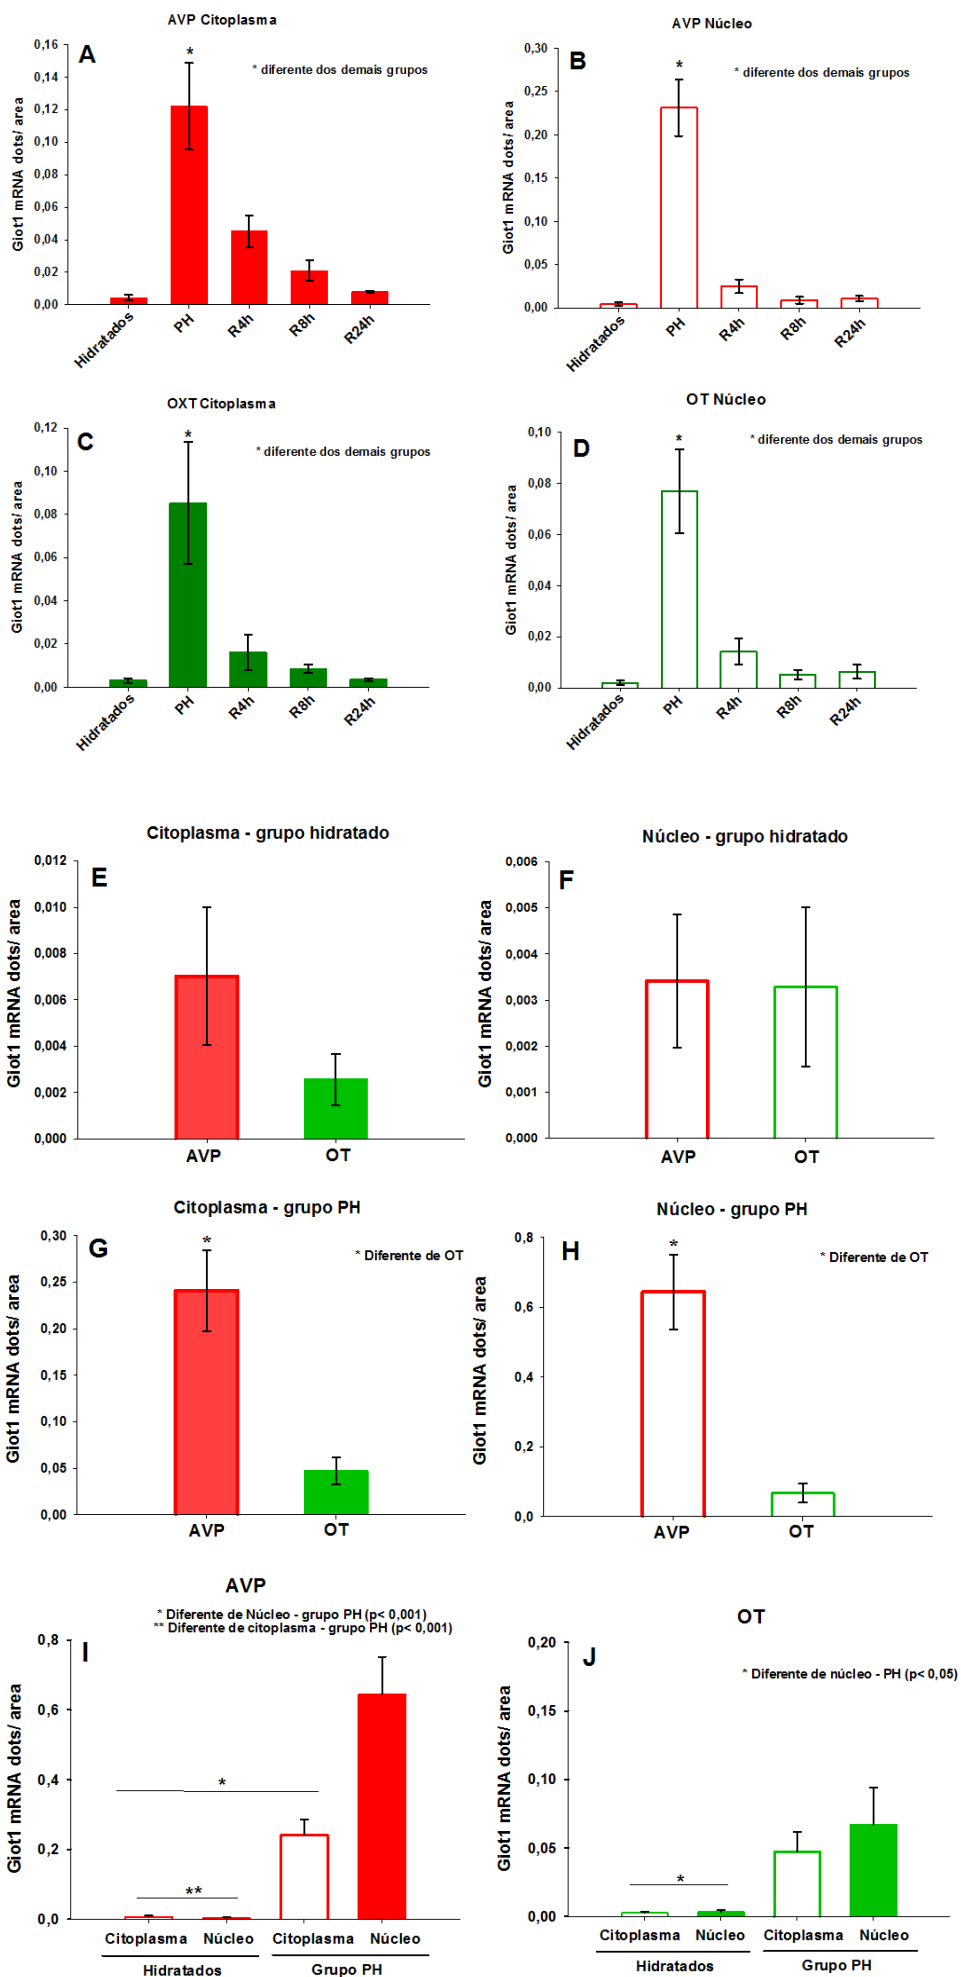 AVP Citoplasma
A
* diferente dos demais grupos
*
Giot1 mRNA dots/ area
0,16
0,14
0,12
0,10
0,08
0,06
0,04
0,02
0,00
Hidratados
PH
R4h
R8h
R24h
AVP Núcleo
B
* diferente dos demais grupos
*
Giot1 mRNA dots/ area
0,30
0,25
0,20
0,15
0,10
0,05
0,00
Hidratados
PH
R4h
R8h
R24h
OXT Citoplasma
C
* diferente dos demais grupos
*
Giot1 mRNA dots/ area
0,12
0,10
0,08
0,06
0,04
0,02
0,00
Hidratados
PH
R4h
R8h
R24h
OT Núcleo
D
* diferente dos demais grupos
*
Giot1 mRNA dots/ area
0,10
0,08
0,06
0,04
0,02
0,00
Hidratados
PH
R4h
R8h
R24h
Citoplasma - grupo hidratado
E
Giot1 mRNA dots/ area
0,012
0,010
0,008
0,006
0,004
0,002
0,000
AVP
OT
Núcleo - grupo hidratado
F
Giot1 mRNA dots/ area
0,006
0,005
0,004
0,003
0,002
0,001
0,000
AVP
OT
Citoplasma - grupo PH
G
* Diferente de OT
*
Giot1 mRNA dots/ area
0,30
0,25
0,20
0,15
0,10
0,05
0,00
AVP
OT
Núcleo - grupo PH
H
* Diferente de OT
*
Giot1 mRNA dots/ area
0,8
0,6
0,4
0,2
0,0
AVP
OT
AVP
* Diferente de Núcleo - grupo PH (p< 0,001)
** Diferente de citoplasma - grupo PH (p< 0,001)
I
Giot1 mRNA dots/ area
0,8
0,6
0,4
0,2
0,0
*
**
Citoplasma Núcleo Citoplasma Núcleo
Hidratados Grupo PH
OT
J
* Diferente de núcleo - PH (p< 0,05)
Giot1 mRNA dots/ area
0,20
0,15
0,10
0,05
0,00
*
Citoplasma Núcleo Citoplasma Núcleo
Hidratados Grupo PH